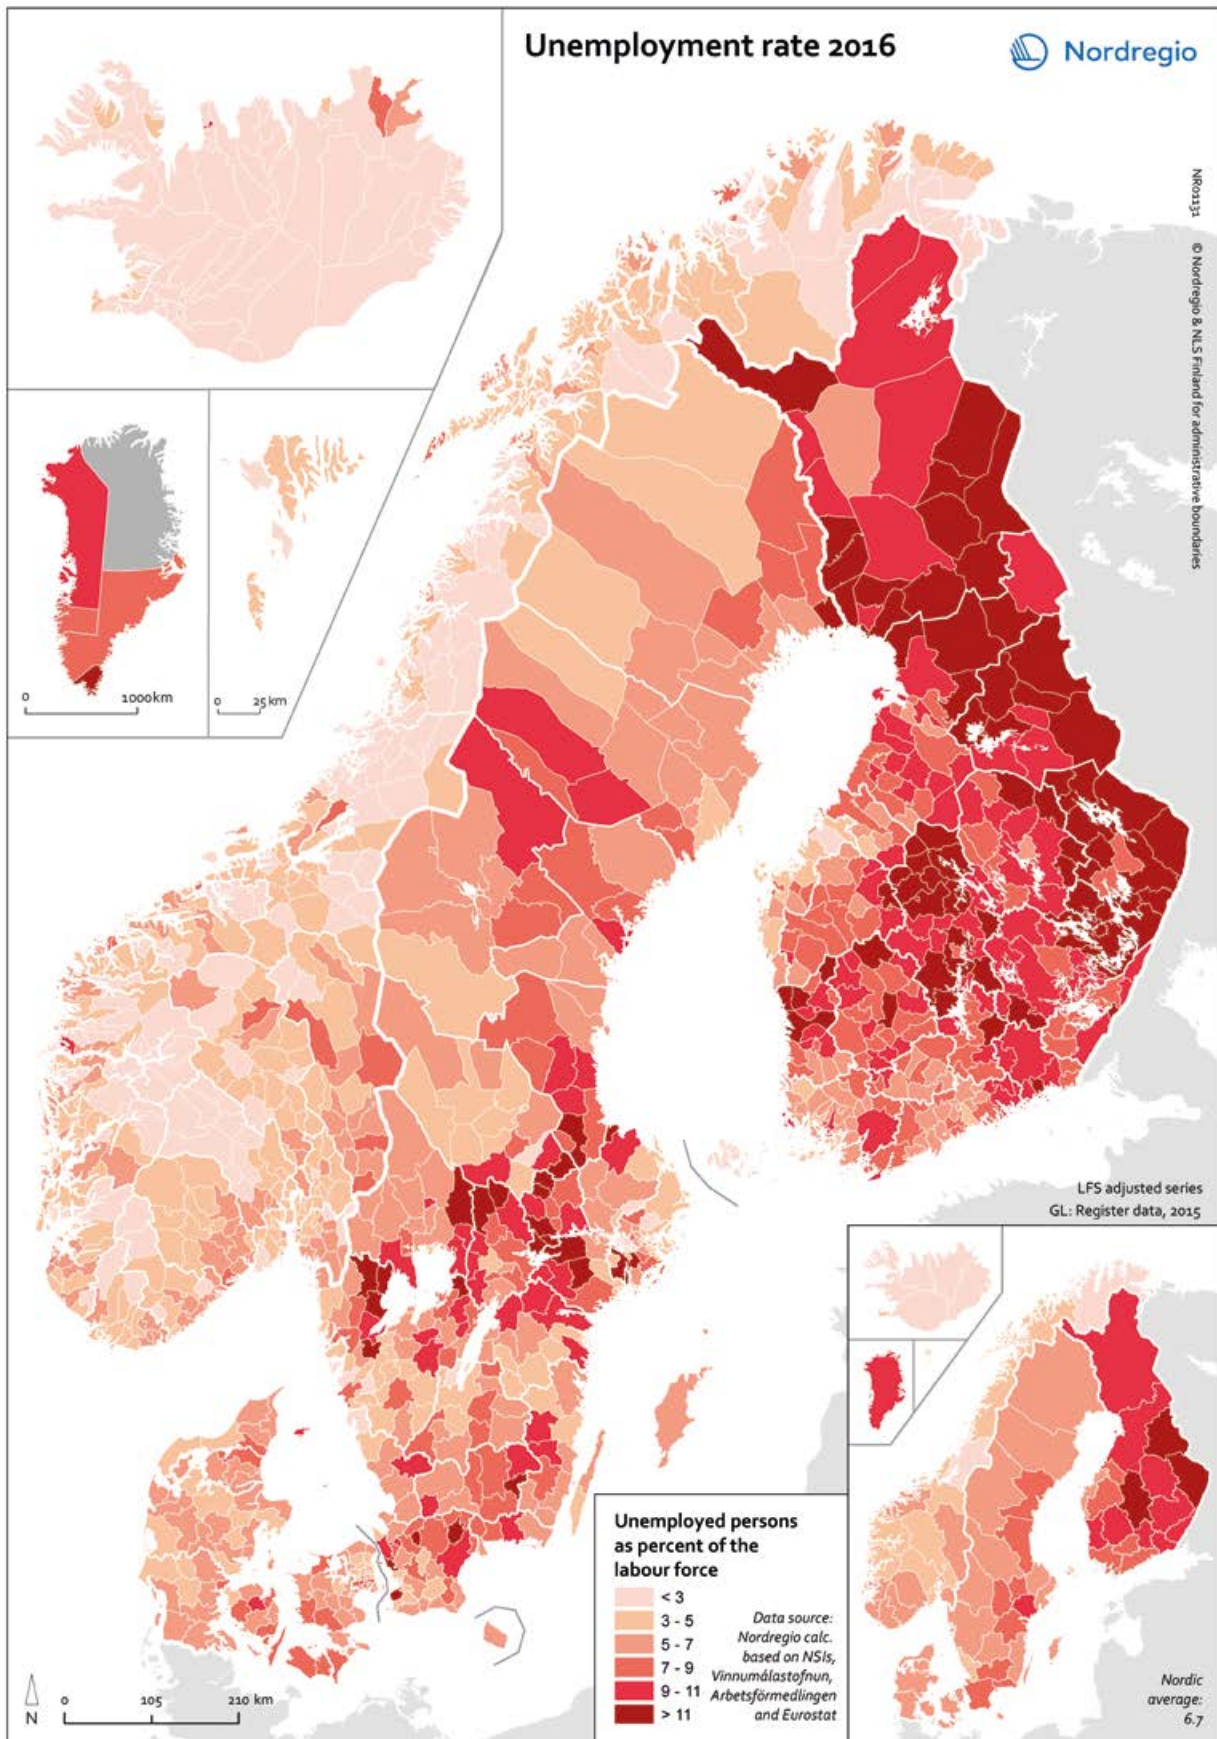 Unemployment rate 2016
Nordregio
NR01131 © Nordregio & NLS Finland for administrative boundaries
0 1000km
0 25 km
LFS adjusted series
GL: Register data, 2015
Unemployed persons
as percent of the
labour force
< 3
3 - 5
5 - 7
7 - 9
9 - 11
> 11
Data source:
Nordregio calc.
based on NSIs,
Vinnumálastofnun,
Arbetsförmedlingen
and Eurostat
N
0 105 210 km
Nordic
average:
6.7